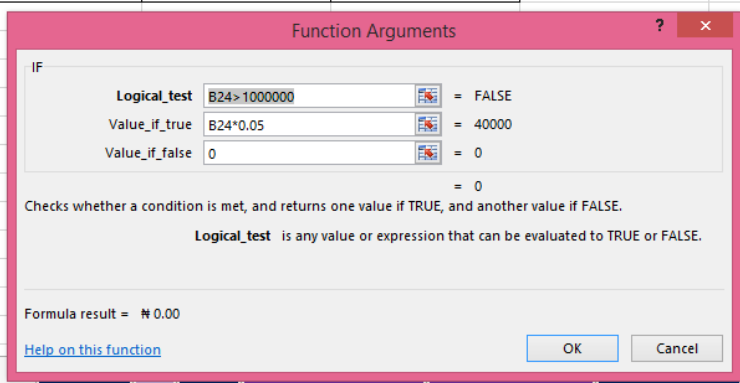 Function Arguments ? ×
IF
Logical_test B24>1000000 = FALSE
Value_if_true B24*0.05 = 40000
Value_if_false 0 = 0
= 0
Checks whether a condition is met, and returns one value if TRUE, and another value if FALSE.
Logical_test is any value or expression that can be evaluated to TRUE or FALSE.
Formula result = ₦ 0.00
Help on this function OK Cancel